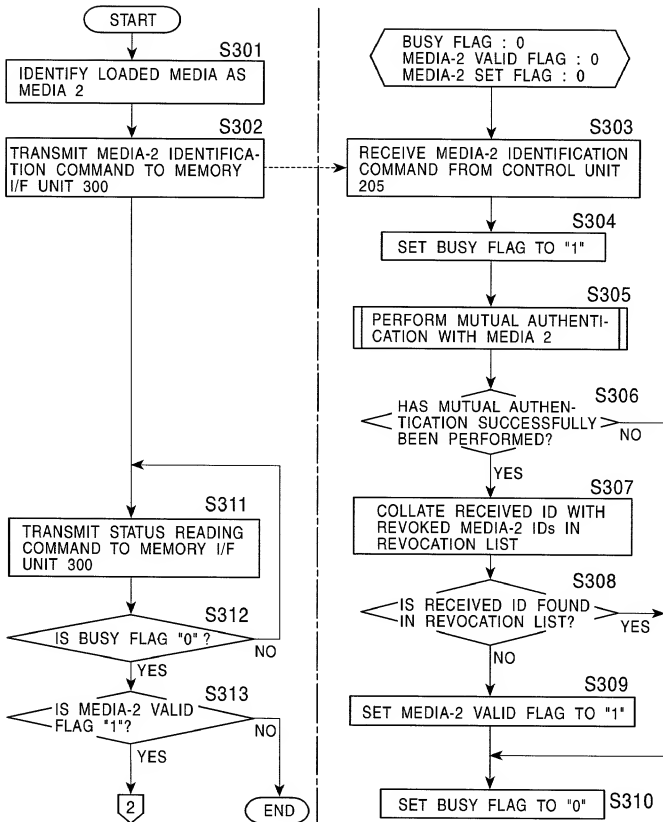 START
S301
IDENTIFY LOADED MEDIA AS
MEDIA 2
S302
TRANSMIT MEDIA-2 IDENTIFICA-
TION COMMAND TO MEMORY
I/F UNIT 300
S311
TRANSMIT STATUS READING
COMMAND TO MEMORY I/F
UNIT 300
S312
IS BUSY FLAG "0" ?
NO
YES
S313
IS MEDIA-2 VALID
FLAG "1"?
NO
YES
2
END
BUSY FLAG : 0
MEDIA-2 VALID FLAG : 0
MEDIA-2 SET FLAG : 0
S303
RECEIVE MEDIA-2 IDENTIFICATION
COMMAND FROM CONTROL UNIT
205
S304
SET BUSY FLAG TO "1"
S305
PERFORM MUTUAL AUTHENTI-
CATION WITH MEDIA 2
S306
HAS MUTUAL AUTHEN-
TICATION SUCCESSFULLY
BEEN PERFORMED?
NO
YES
S307
COLLATE RECEIVED ID WITH
REVOKED MEDIA-2 IDs IN
REVOCATION LIST
S308
IS RECEIVED ID FOUND
IN REVOCATION LIST?
YES
NO
S309
SET MEDIA-2 VALID FLAG TO "1"
S310
SET BUSY FLAG TO "0"